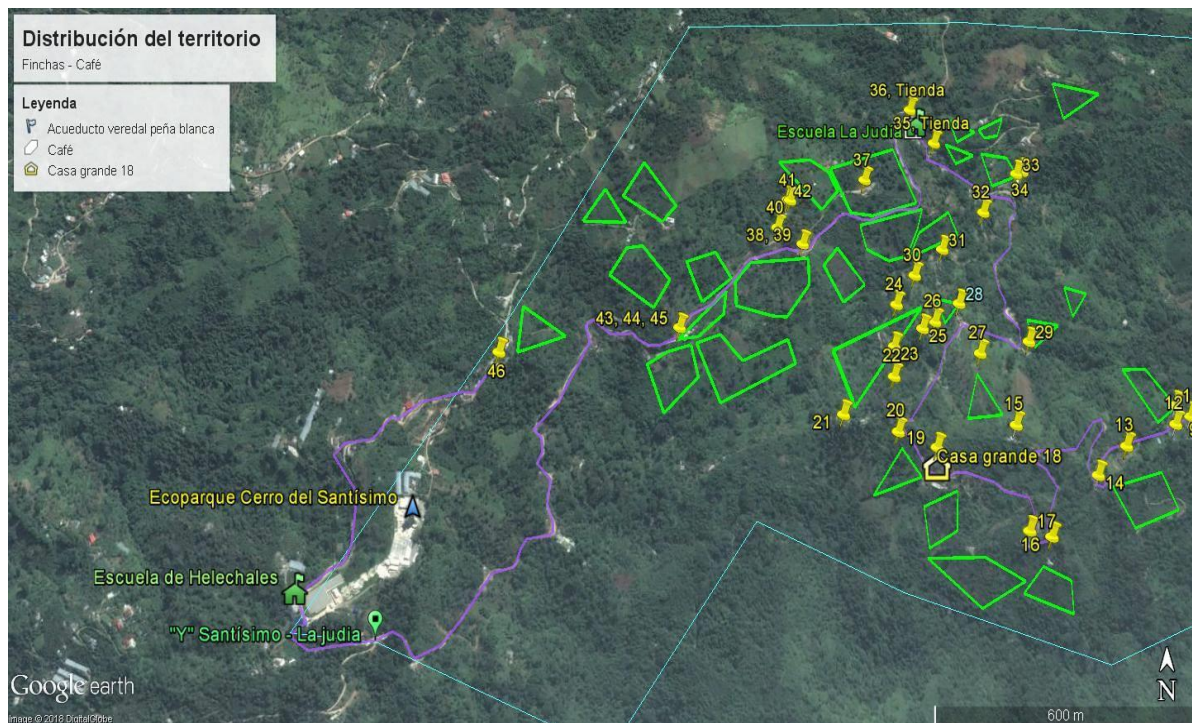 Distribución del territorio
Finchas - Café
Leyenda
Acueducto veredal peña blanca
Café
Casa grande 18
36, Tienda
Escuela La Judía
35, Tienda
37
33
34
41
42
32
40
38, 39
31
30
24
28
26
43, 44, 45
25
27
29
22
23
46
21
20
15
12
13
19
Casa grande 18
14
Ecoparque Cerro del Santísimo
17
16
Escuela de Helechales
"Y" Santísimo - La judia
Google earth
N
Image © 2018 DigitalGlobe
600 m